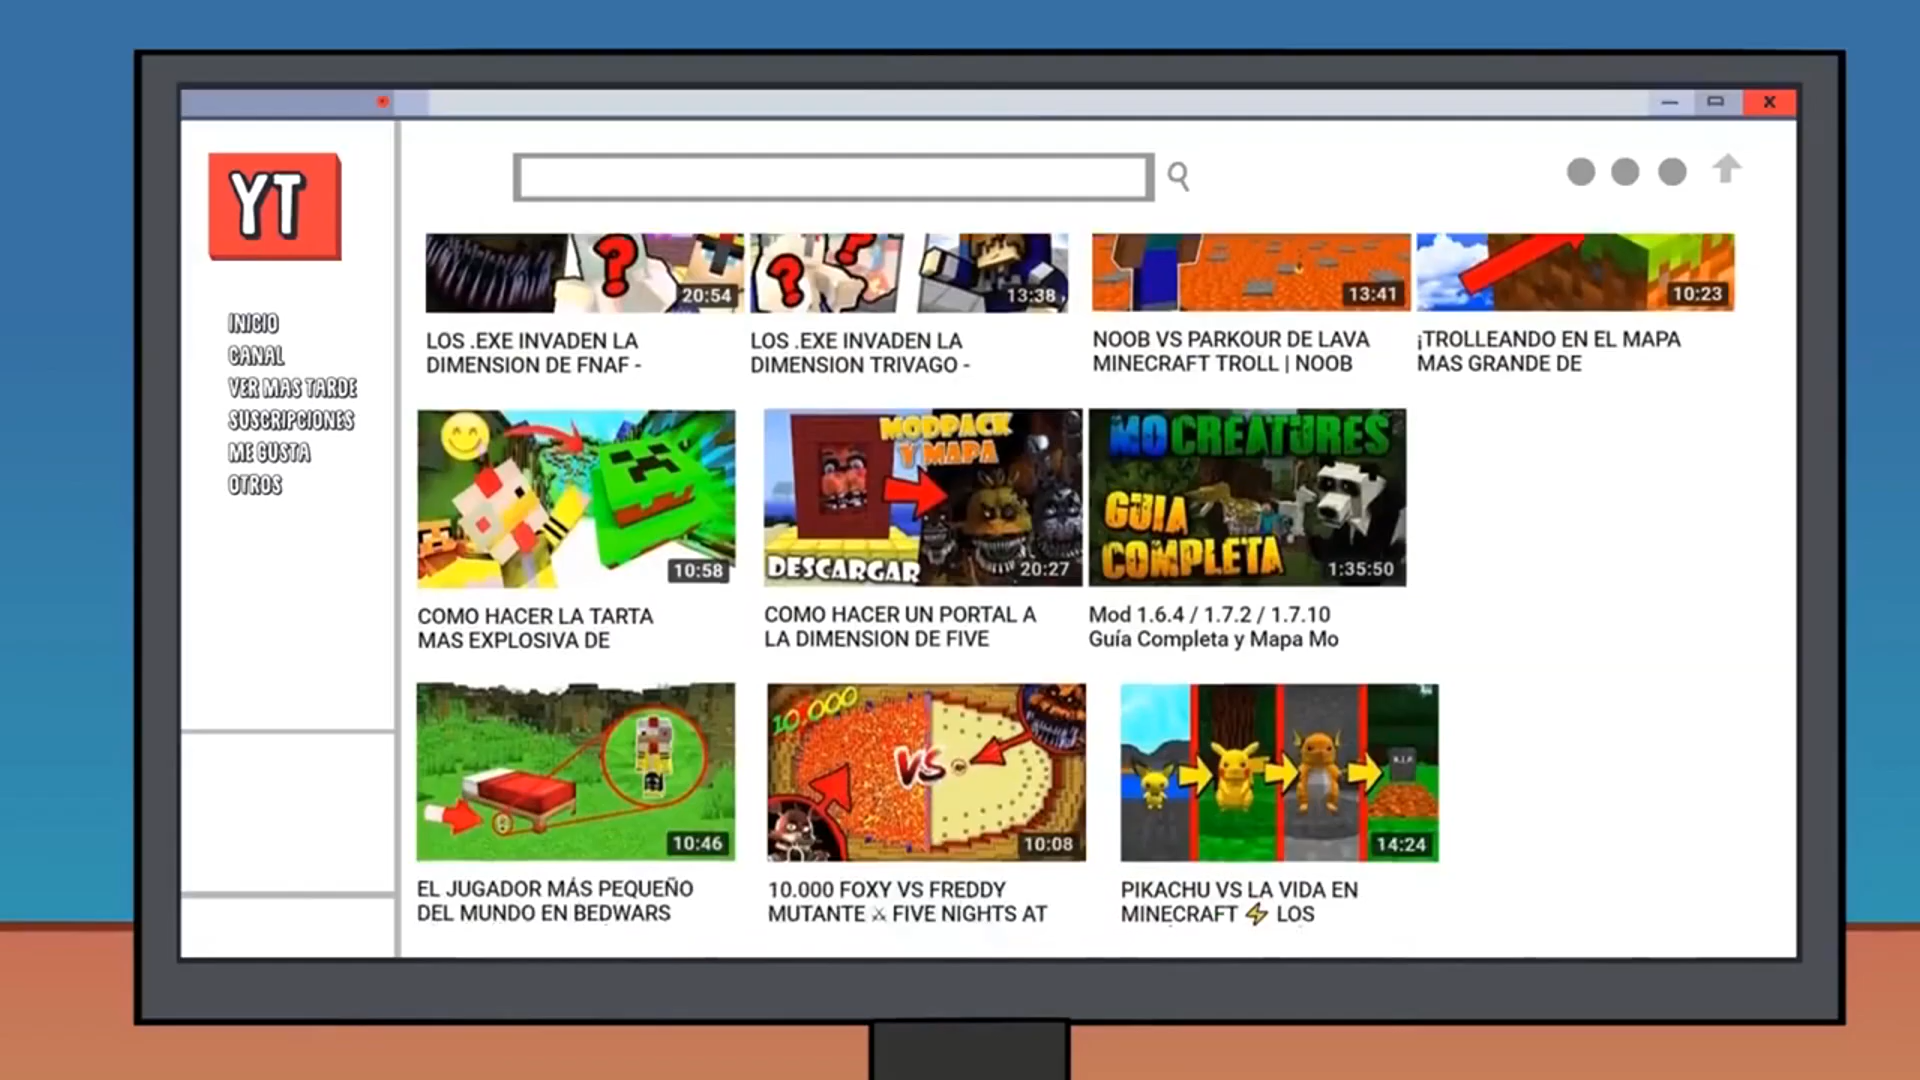 YT
INICIO
CANAL
VER MAS TARDE
SUSCRIPCIONES
ME GUSTA
OTROS
20:54
13:38
13:41
10:23
LOS .EXE INVADEN LA
DIMENSION DE FNAF -
LOS .EXE INVADEN LA
DIMENSION TRIVAGO -
NOOB VS PARKOUR DE LAVA
MINECRAFT TROLL | NOOB
¡TROLLEANDO EN EL MAPA
MAS GRANDE DE
10:58
MODPACK
Y MAPA
DESCARGAR
20:27
MO CREATURES
GUIA
COMPLETA
1:35:50
COMO HACER LA TARTA
MAS EXPLOSIVA DE
COMO HACER UN PORTAL A
LA DIMENSION DE FIVE
Mod 1.6.4 / 1.7.2 / 1.7.10
Guía Completa y Mapa Mo
10:46
10.000
VS
10:08
R.I.P
14:24
EL JUGADOR MÁS PEQUEÑO
DEL MUNDO EN BEDWARS
10.000 FOXY VS FREDDY
MUTANTE ⚔ FIVE NIGHTS AT
PIKACHU VS LA VIDA EN
MINECRAFT ⚡ LOS